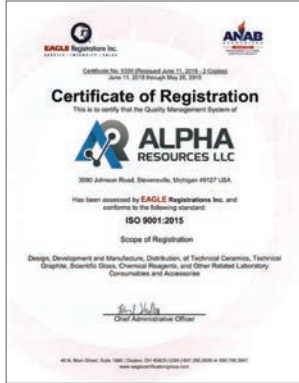 EAGLE Registrations Inc.
ANAB
Certificate of Registration
This is to certify that the Quality Management System of
ALPHA
RESOURCES LLC
3090 Johnson Road, Stevensville, Michigan 49127 USA
Has been assessed by EAGLE Registrations Inc. and
conforms to the following standard:
ISO 9001:2015
Scope of Registration
Design, Development and Manufacture, Distribution, of Technical Ceramics, Technical
Graphite, Scientific Glass, Chemical Reagents, and Other Related Laboratory
Consumables and Accessories
Chief Administrative Officer
www.eaglecertificationgroup.com